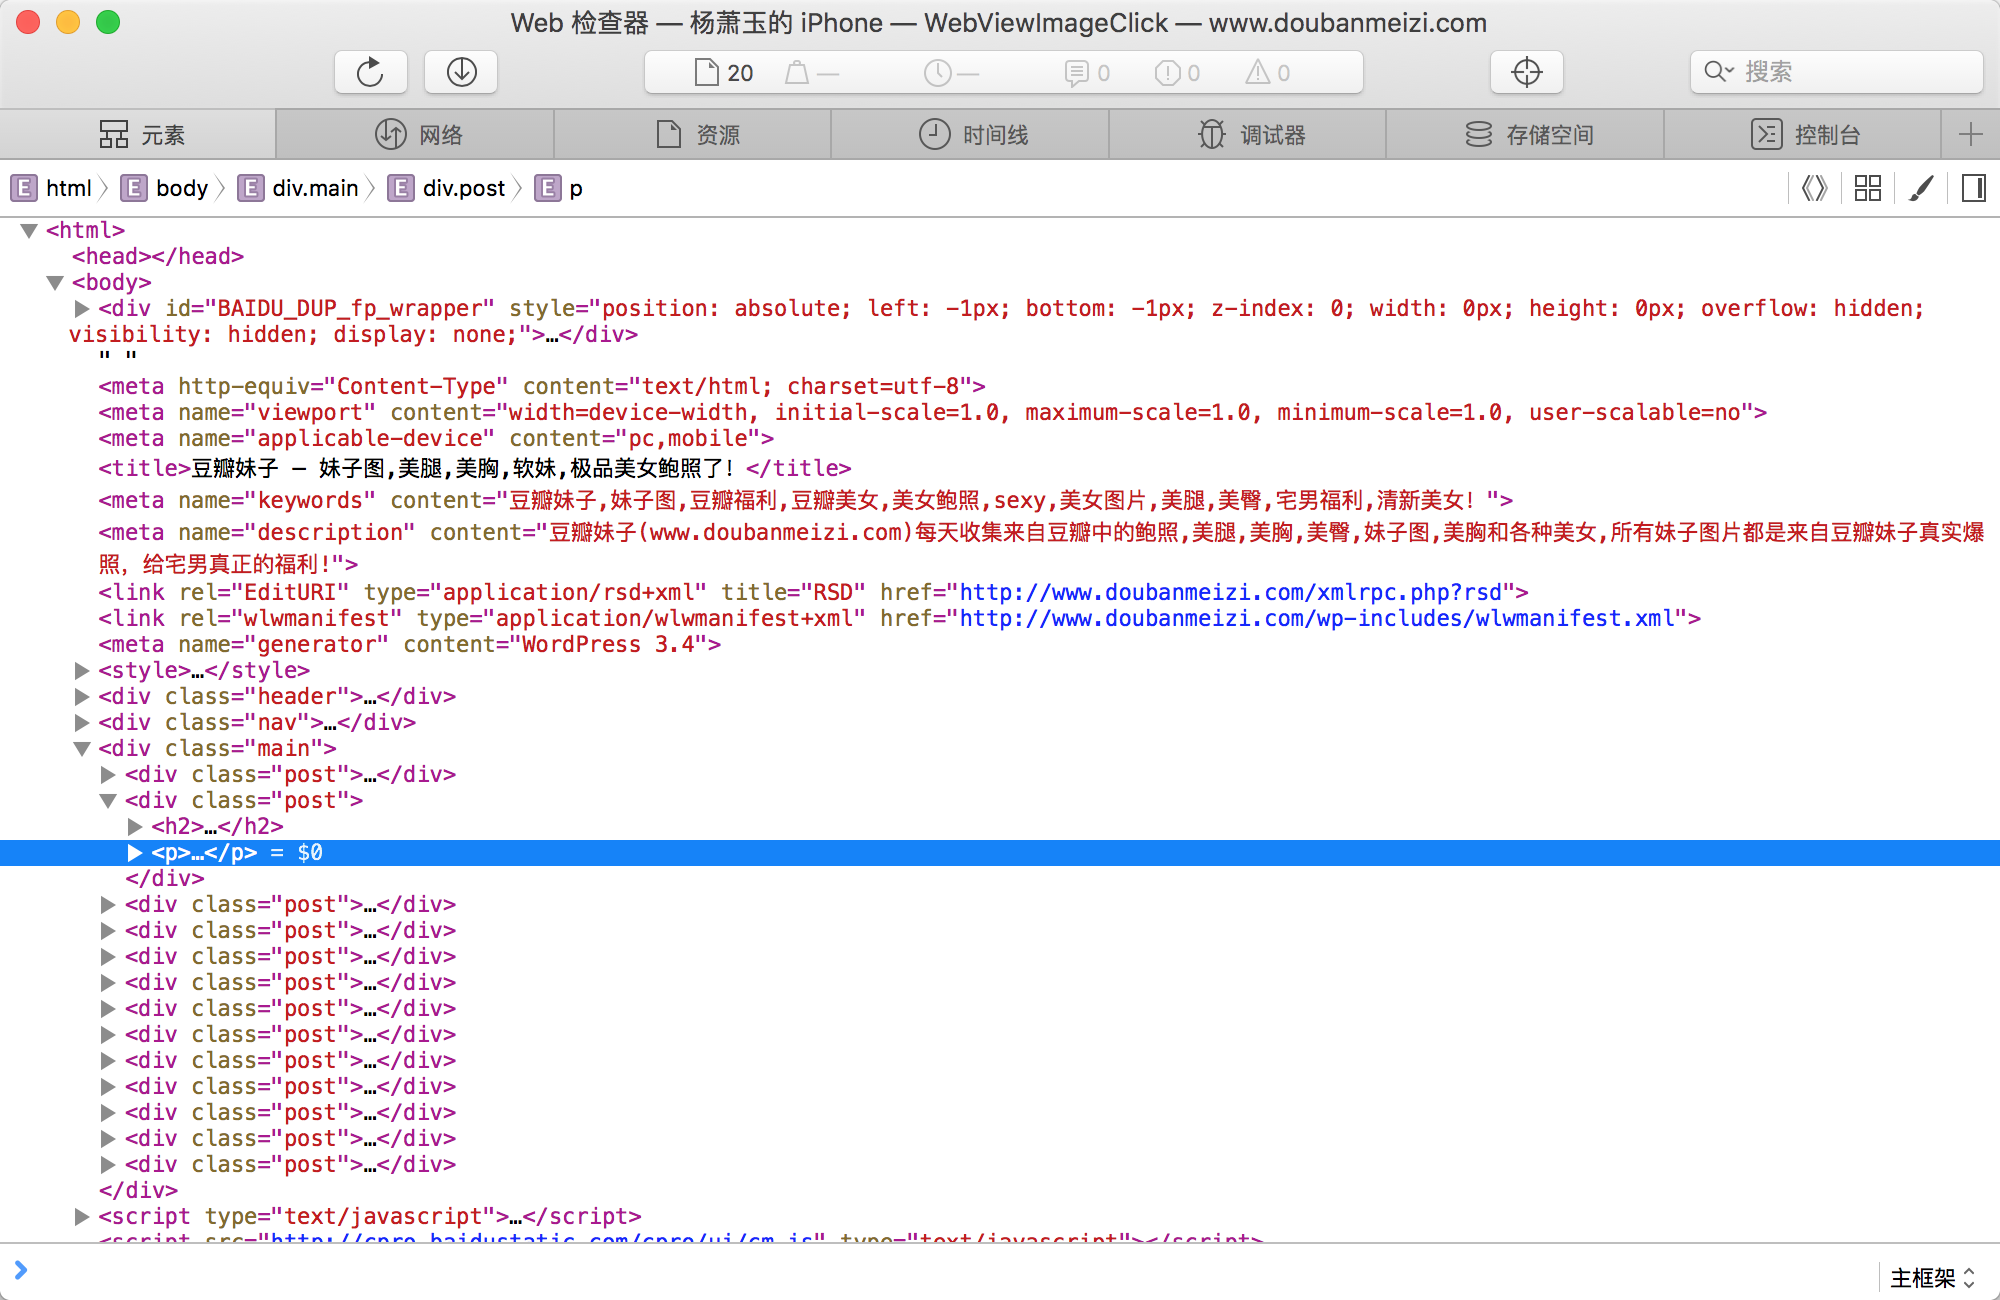 Web 检查器 — 杨萧玉的 iPhone — WebViewImageClick — www.doubanmeizi.com
20 — — 0 0 0 搜索
元素 网络 资源 时间线 调试器 存储空间 控制台
E html E body E div.main E div.post E p
<html>
<head></head>
<body>
<div id="BAIDU_DUP_fp_wrapper" style="position: absolute; left: -1px; bottom: -1px; z-index: 0; width: 0px; height: 0px; overflow: hidden;
visibility: hidden; display: none;">…</div>
" "
<meta http-equiv="Content-Type" content="text/html; charset=utf-8">
<meta name="viewport" content="width=device-width, initial-scale=1.0, maximum-scale=1.0, minimum-scale=1.0, user-scalable=no">
<meta name="applicable-device" content="pc,mobile">
<title>豆瓣妹子 – 妹子图,美腿,美胸,软妹,极品美女鲍照了！</title>
<meta name="keywords" content="豆瓣妹子,妹子图,豆瓣福利,豆瓣美女,美女鲍照,sexy,美女图片,美腿,美臀,宅男福利,清新美女！">
<meta name="description" content="豆瓣妹子(www.doubanmeizi.com)每天收集来自豆瓣中的鲍照,美腿,美胸,美臀,妹子图,美胸和各种美女,所有妹子图片都是来自豆瓣妹子真实爆
照，给宅男真正的福利!">
<link rel="EditURI" type="application/rsd+xml" title="RSD" href="http://www.doubanmeizi.com/xmlrpc.php?rsd">
<link rel="wlwmanifest" type="application/wlwmanifest+xml" href="http://www.doubanmeizi.com/wp-includes/wlwmanifest.xml">
<meta name="generator" content="WordPress 3.4">
<style>…</style>
<div class="header">…</div>
<div class="nav">…</div>
<div class="main">
<div class="post">…</div>
<div class="post">
<h2>…</h2>
<p>…</p> = $0
</div>
<div class="post">…</div>
<div class="post">…</div>
<div class="post">…</div>
<div class="post">…</div>
<div class="post">…</div>
<div class="post">…</div>
<div class="post">…</div>
<div class="post">…</div>
<div class="post">…</div>
<div class="post">…</div>
<div class="post">…</div>
</div>
<script type="text/javascript">…</script>
<script src="http://cpro.baidustatic.com/cpro/ui/cm.js" type="text/javascript"></script>
主框架